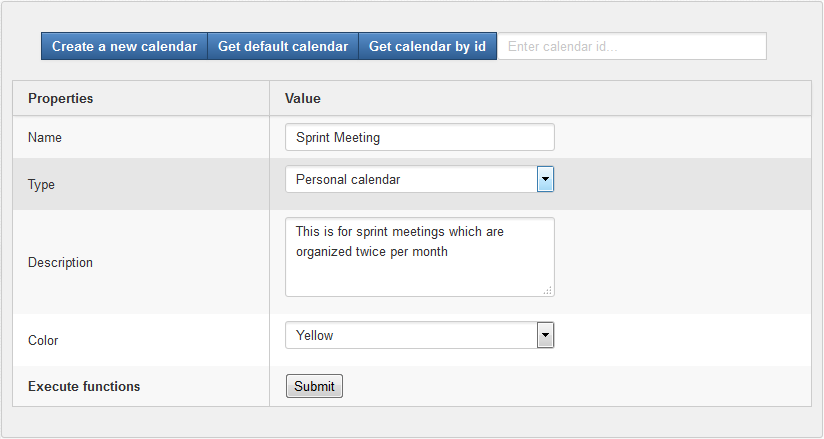 Create a new calendar Get default calendar Get calendar by id Enter calendar id...
Properties Value
Name Sprint Meeting
Type Personal calendar
Description This is for sprint meetings which are
organized twice per month
Color Yellow
Execute functions Submit